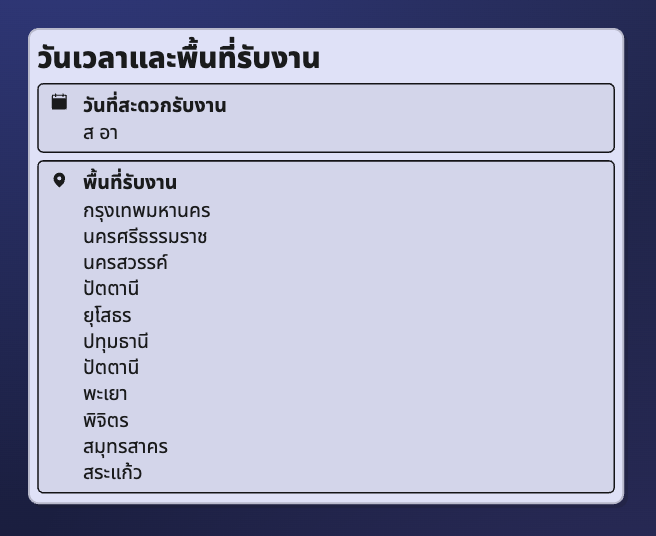 วันเวลาและพื้นที่รับงาน
วันที่สะดวกรับงาน
ส อา
พื้นที่รับงาน
กรุงเทพมหานคร
นครศรีธรรมราช
นครสวรรค์
ปัตตานี
ยุโสธร
ปทุมธานี
ปัตตานี
พะเยา
พิจิตร
สมุทรสาคร
สระแก้ว